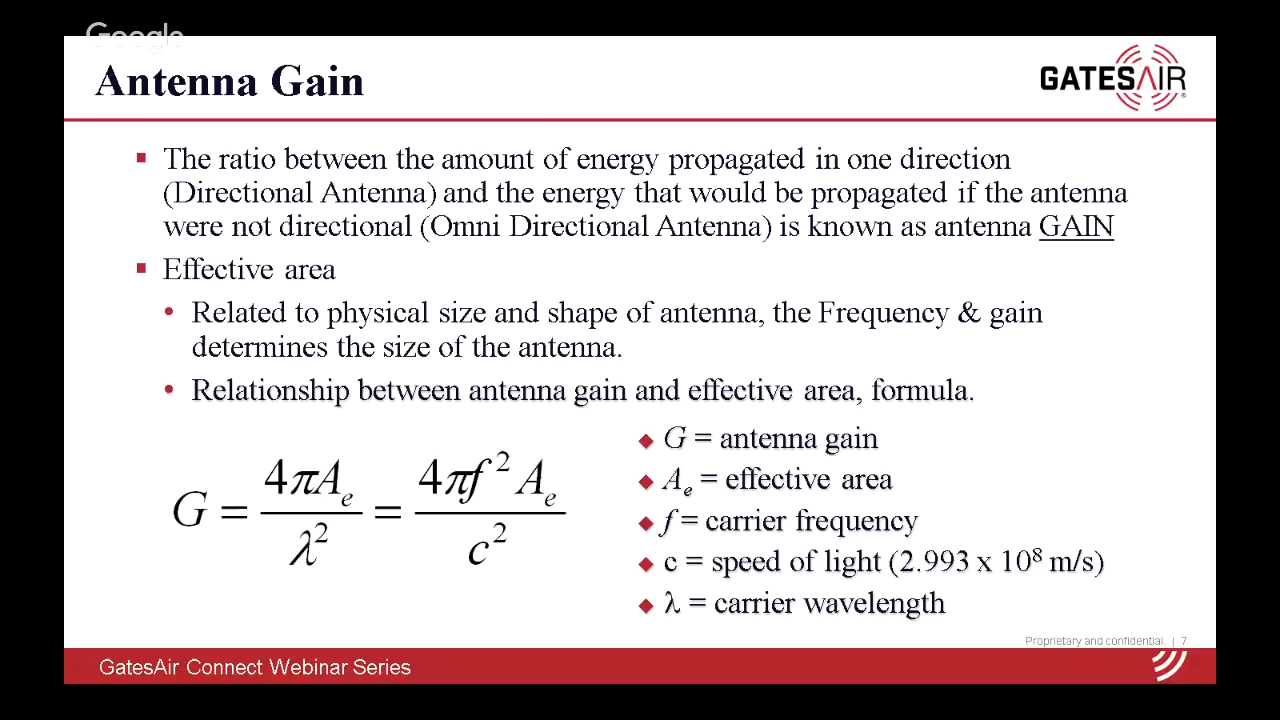 Google
Antenna Gain
GATESAIR
®
▪ The ratio between the amount of energy propagated in one direction
(Directional Antenna) and the energy that would be propagated if the antenna
were not directional (Omni Directional Antenna) is known as antenna GAIN
▪ Effective area
• Related to physical size and shape of antenna, the Frequency & gain
determines the size of the antenna.
• Relationship between antenna gain and effective area, formula.
G = 4πAₑ / λ² = 4πf²Aₑ / c²
◆ G = antenna gain
◆ Aₑ = effective area
◆ f = carrier frequency
◆ c = speed of light (2.993 x 10⁸ m/s)
◆ λ = carrier wavelength
Proprietary and confidential. | 7
GatesAir Connect Webinar Series